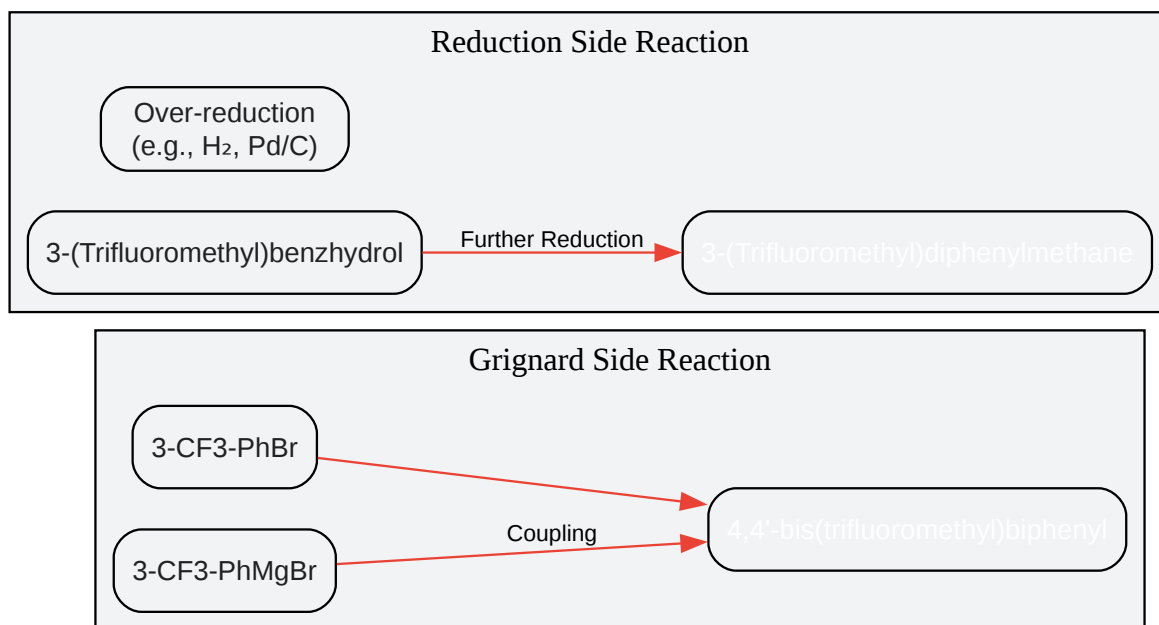 Reduction Side Reaction
Over-reduction
(e.g., H₂, Pd/C)
3-(Trifluoromethyl)benzhydrol
Further Reduction
3-(Trifluoromethyl)diphenylmethane
Grignard Side Reaction
3-CF3-PhBr
Coupling
4,4'-bis(trifluoromethyl)biphenyl
3-CF3-PhMgBr